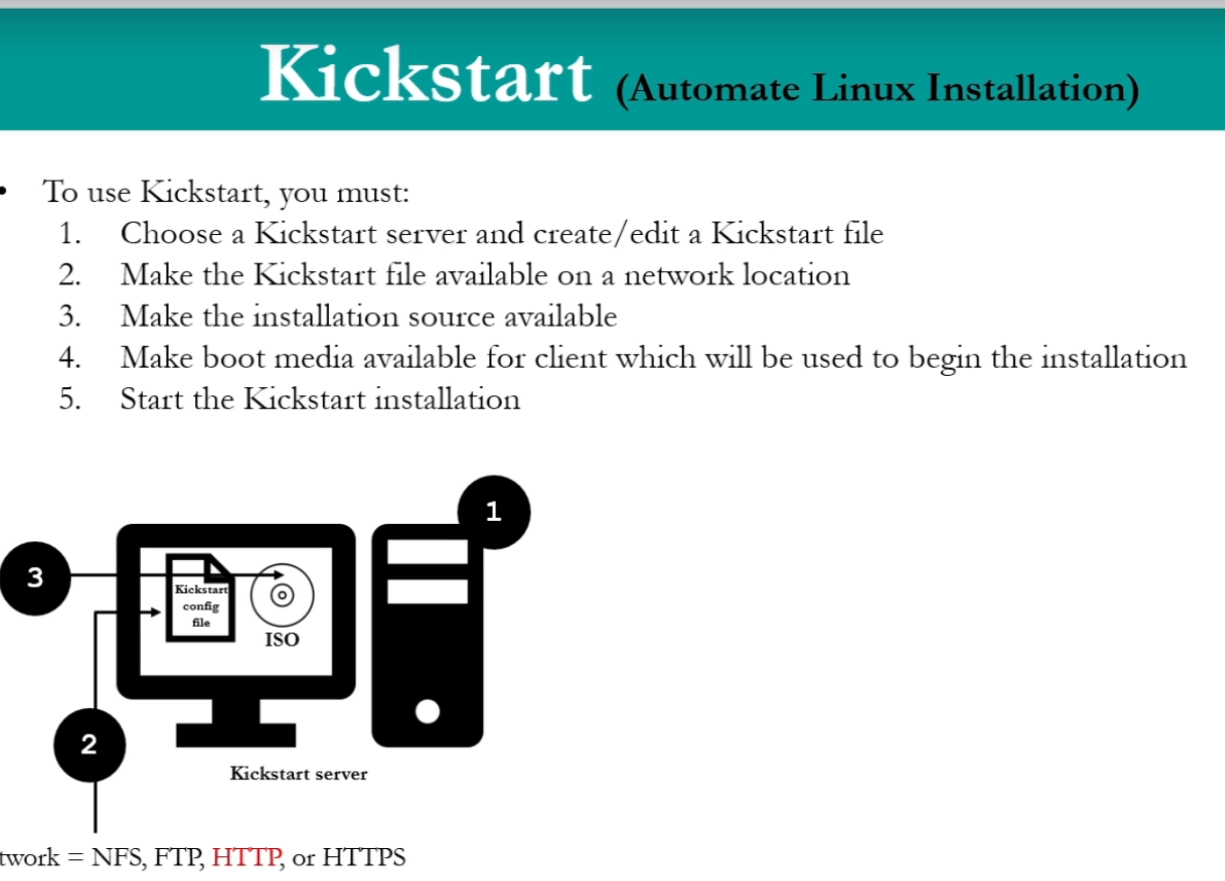 Kickstart (Automate Linux Installation)
• To use Kickstart, you must:
1. Choose a Kickstart server and create/edit a Kickstart file
2. Make the Kickstart file available on a network location
3. Make the installation source available
4. Make boot media available for client which will be used to begin the installation
5. Start the Kickstart installation
1
3
Kickstart
config
file
ISO
2
Kickstart server
twork = NFS, FTP, HTTP, or HTTPS